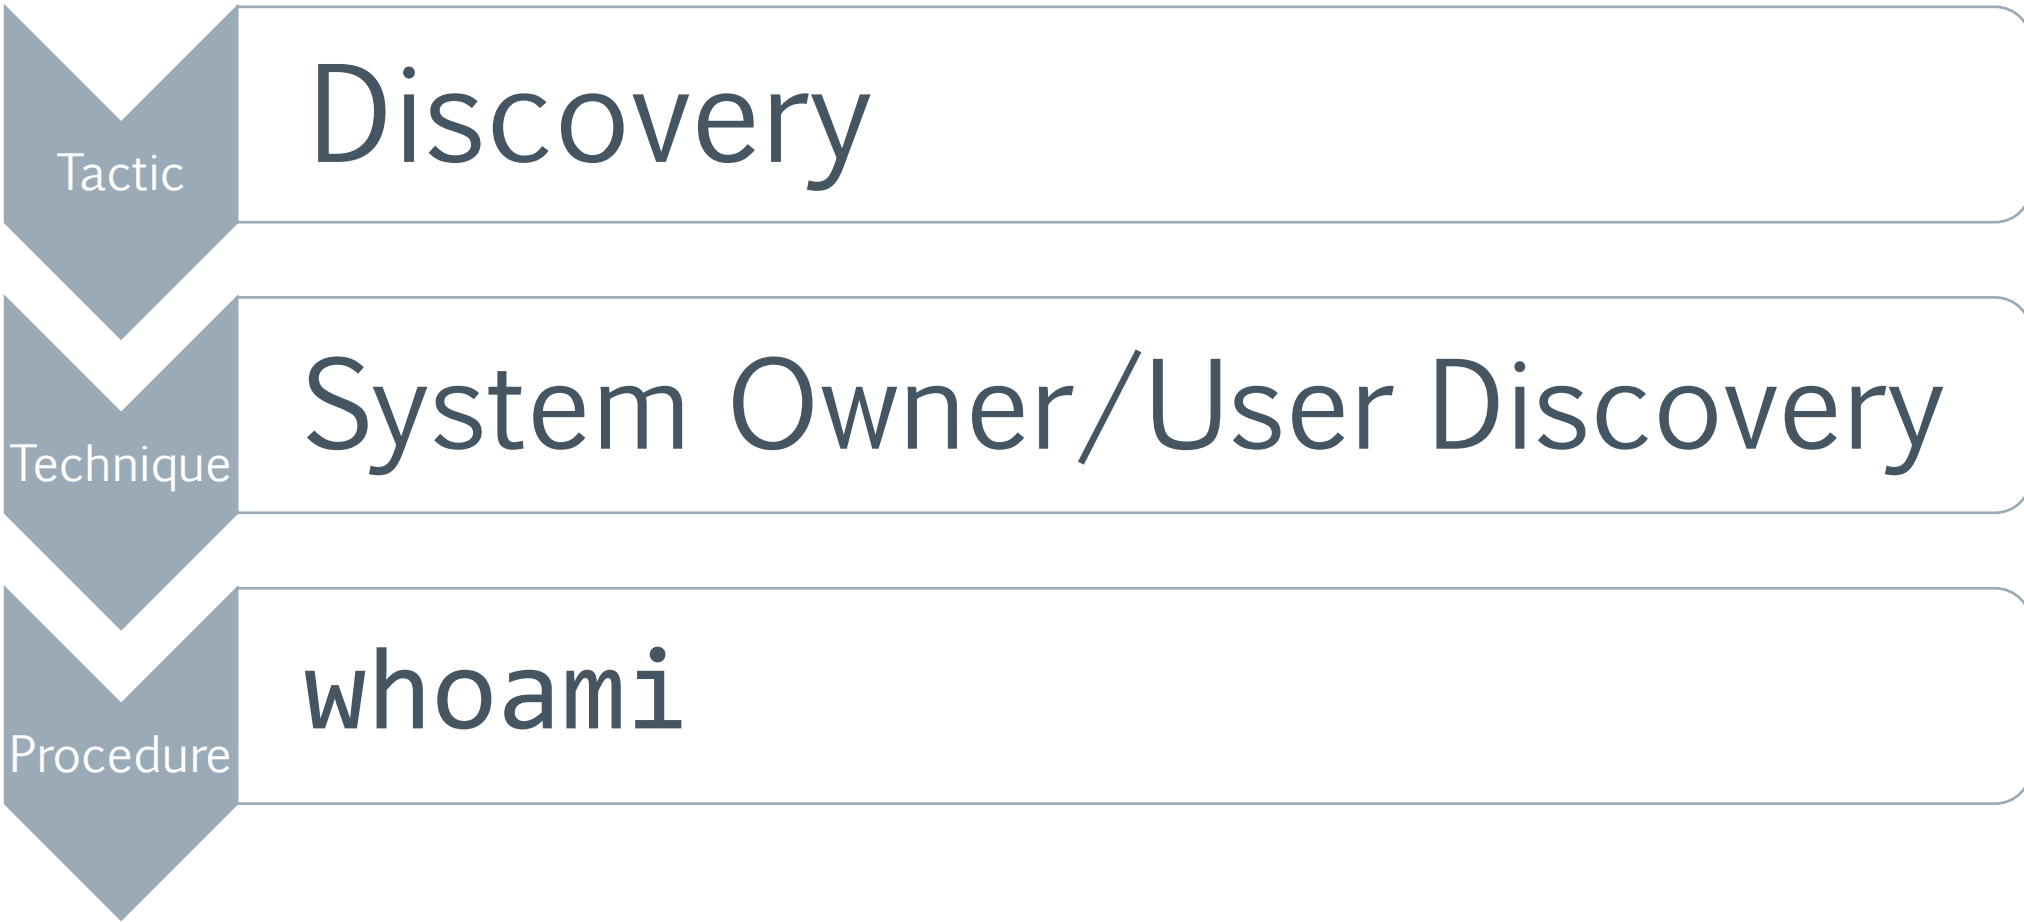 Tactic
Discovery
Technique
System Owner/User Discovery
Procedure
whoami